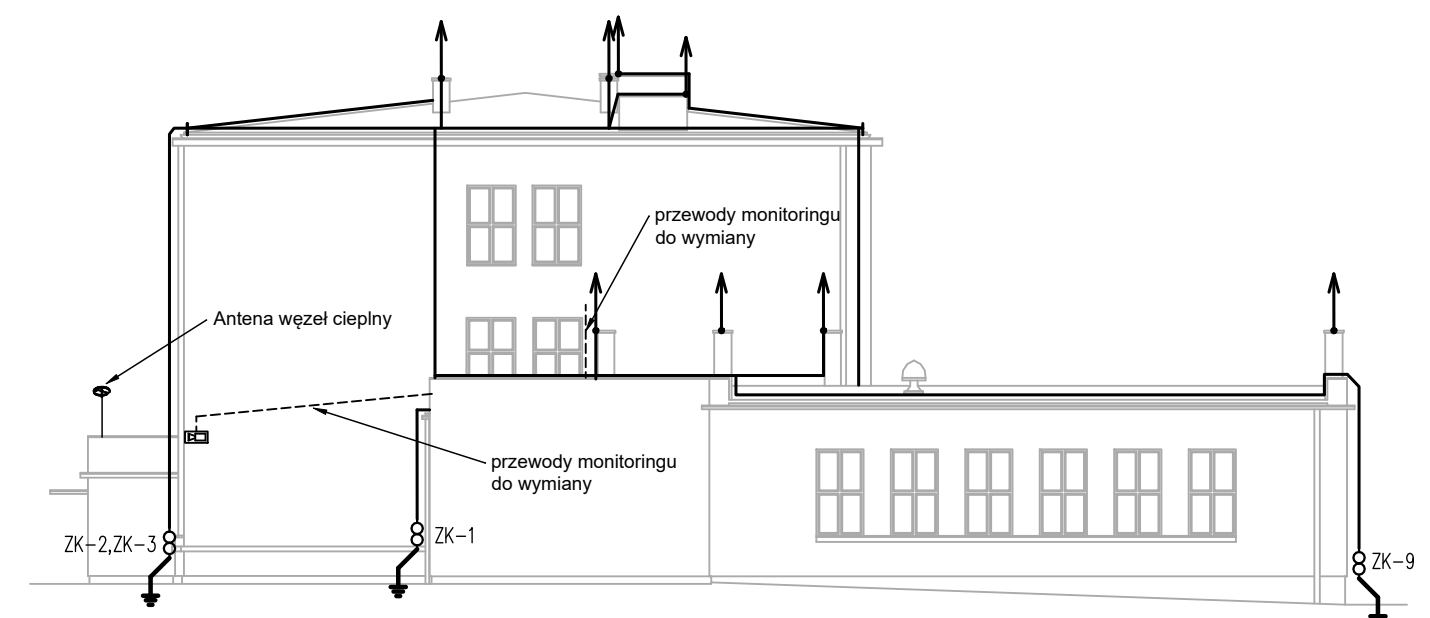 przewody monitoringu
do wymiany
Antena węzeł cieplny
przewody monitoringu
do wymiany
ZK-2,ZK-3
ZK-1
ZK-9